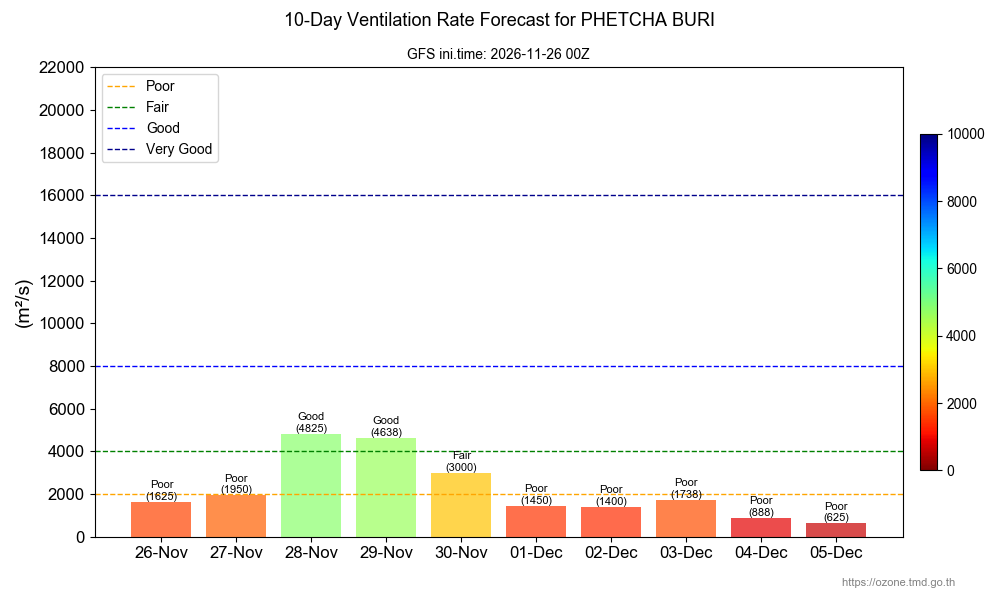 10-Day Ventilation Rate Forecast for PHETCHA BURI
GFS ini.time: 2026-11-26 00Z
22000
20000
18000
16000
14000
12000
10000
8000
6000
4000
2000
0
(m²/s)
Poor
Fair
Good
Very Good
Poor
(1625)
Poor
(1950)
Good
(4825)
Good
(4638)
Fair
(3000)
Poor
(1450)
Poor
(1400)
Poor
(1738)
Poor
(888)
Poor
(625)
26-Nov
27-Nov
28-Nov
29-Nov
30-Nov
01-Dec
02-Dec
03-Dec
04-Dec
05-Dec
10000
8000
6000
4000
2000
0
https://ozone.tmd.go.th